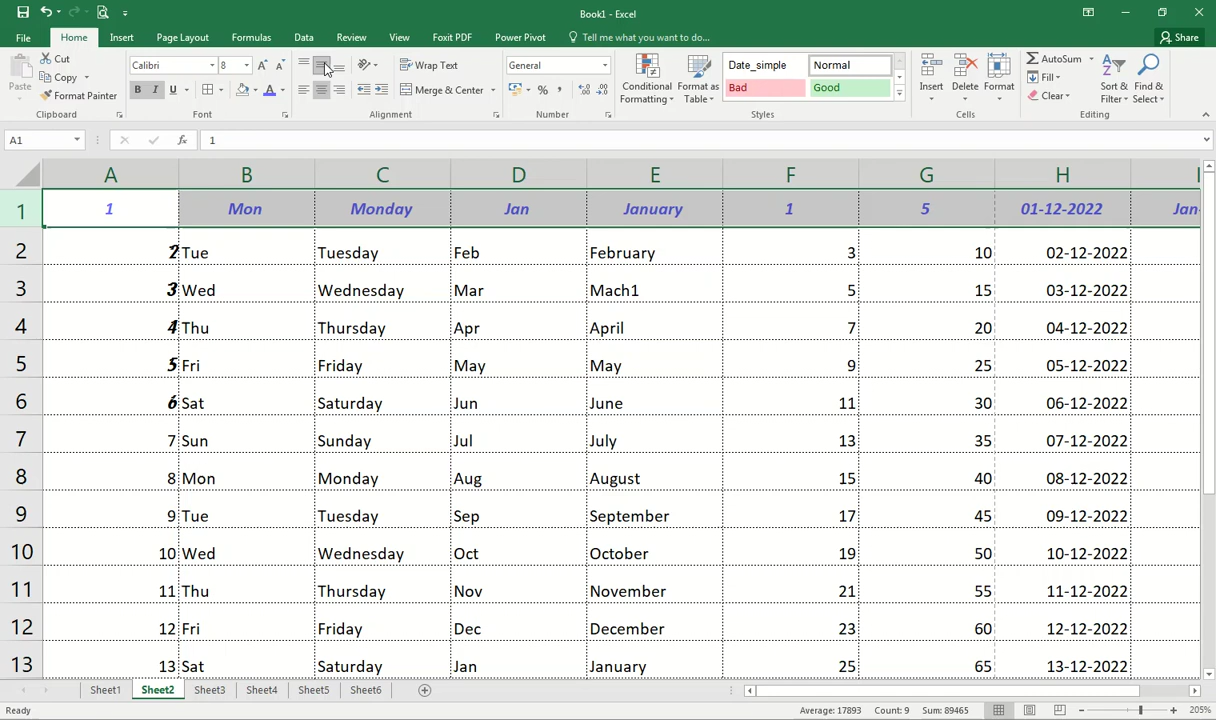 Book1 - Excel
File Home Insert Page Layout Formulas Data Review View Foxit PDF Power Pivot Tell me what you want to do... Share
Paste
Cut
Copy
Format Painter
Clipboard
Calibri 8
B I U
Font
Wrap Text
Merge & Center
Alignment
General
%
Number
Conditional Formatting
Format as Table
Date_simple Normal
Bad Good
Styles
Insert Delete Format
Cells
AutoSum
Fill
Clear
Sort & Filter
Find & Select
Editing
A1 fx 1
A B C D E F G H I
1 1 Mon Monday Jan January 1 5 01-12-2022 Jan-
2 2 Tue Tuesday Feb February 3 10 02-12-2022
3 3 Wed Wednesday Mar Mach1 5 15 03-12-2022
4 4 Thu Thursday Apr April 7 20 04-12-2022
5 5 Fri Friday May May 9 25 05-12-2022
6 6 Sat Saturday Jun June 11 30 06-12-2022
7 7 Sun Sunday Jul July 13 35 07-12-2022
8 8 Mon Monday Aug August 15 40 08-12-2022
9 9 Tue Tuesday Sep September 17 45 09-12-2022
10 10 Wed Wednesday Oct October 19 50 10-12-2022
11 11 Thu Thursday Nov November 21 55 11-12-2022
12 12 Fri Friday Dec December 23 60 12-12-2022
13 13 Sat Saturday Jan January 25 65 13-12-2022
Sheet1 Sheet2 Sheet3 Sheet4 Sheet5 Sheet6
Ready Average: 17893 Count: 9 Sum: 89465 205%